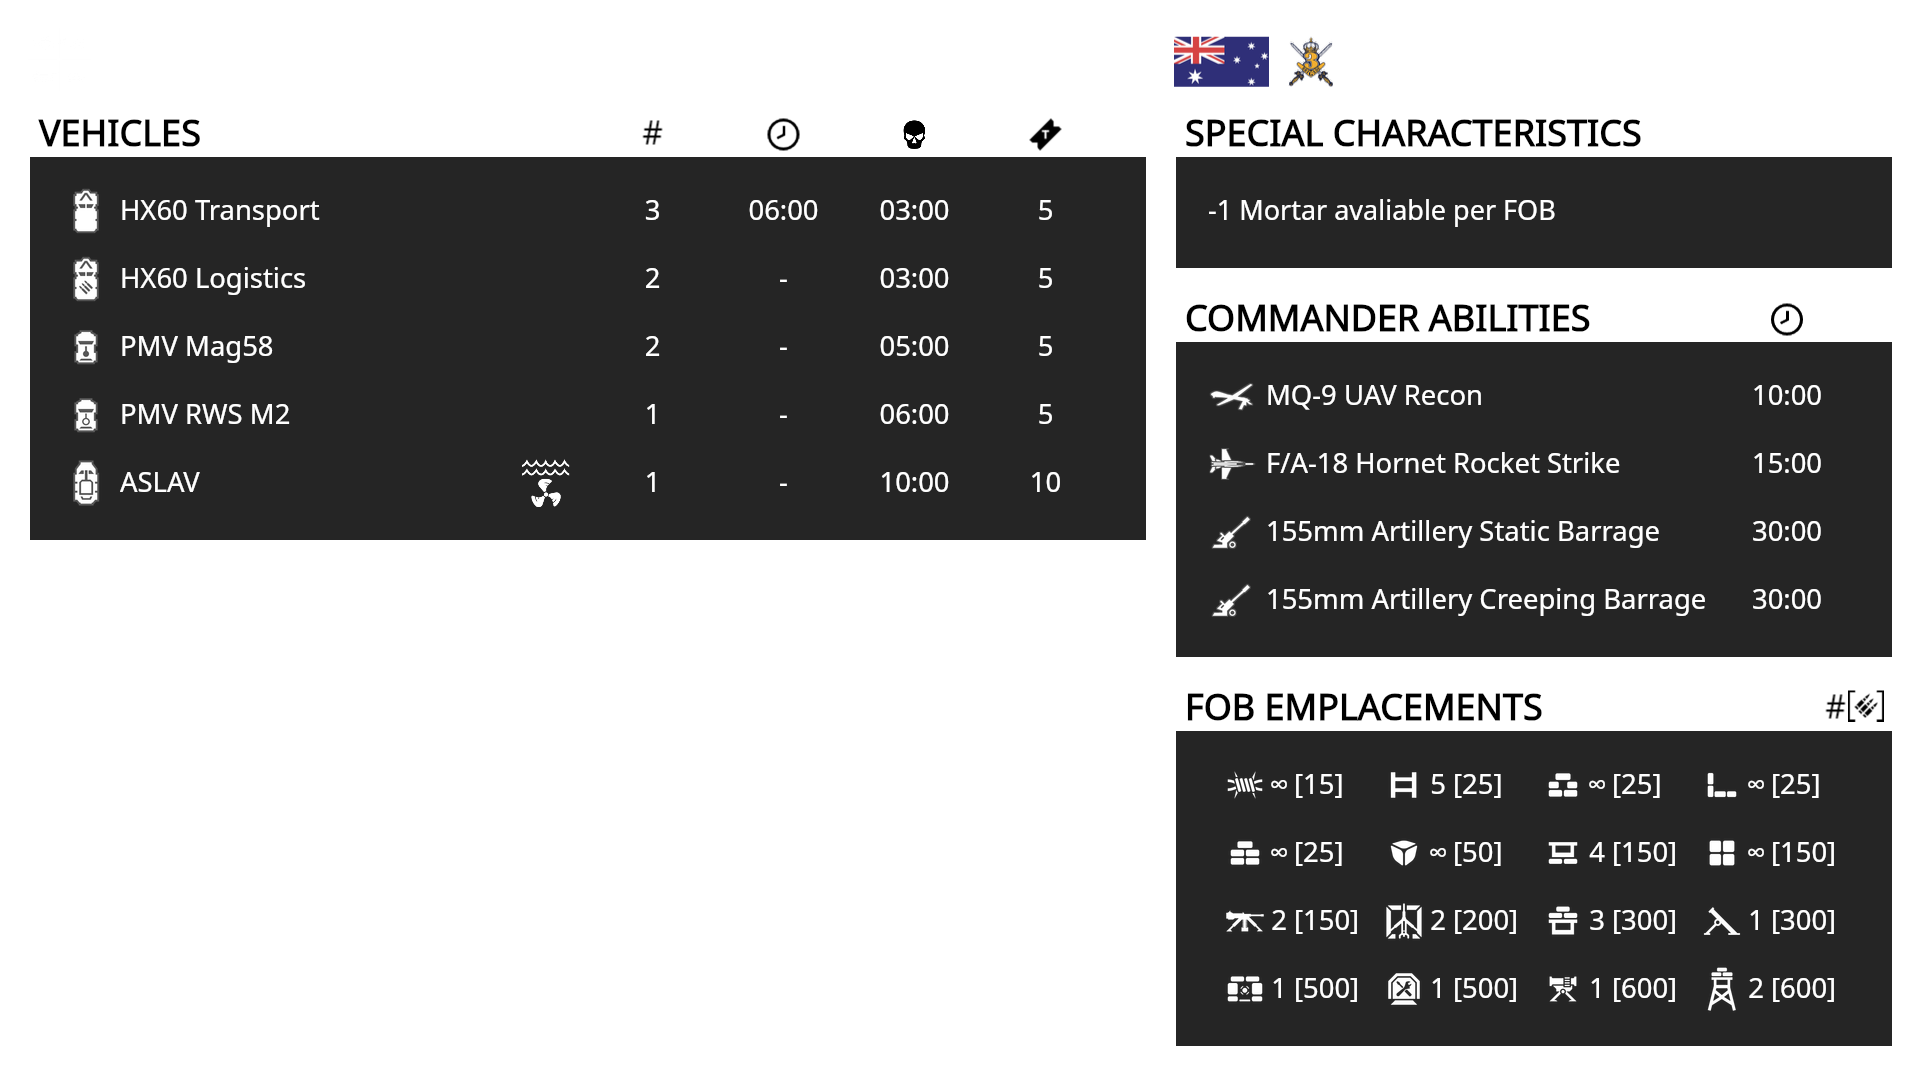 VEHICLES #
HX60 Transport 3 06:00 03:00 5
HX60 Logistics 2 - 03:00 5
PMV Mag58 2 - 05:00 5
PMV RWS M2 1 - 06:00 5
ASLAV 1 - 10:00 10
SPECIAL CHARACTERISTICS
-1 Mortar avaliable per FOB
COMMANDER ABILITIES
MQ-9 UAV Recon 10:00
F/A-18 Hornet Rocket Strike 15:00
155mm Artillery Static Barrage 30:00
155mm Artillery Creeping Barrage 30:00
FOB EMPLACEMENTS #[]
∞ [15] 5 [25] ∞ [25] ∞ [25]
∞ [25] ∞ [50] 4 [150] ∞ [150]
2 [150] 2 [200] 3 [300] 1 [300]
1 [500] 1 [500] 1 [600] 2 [600]